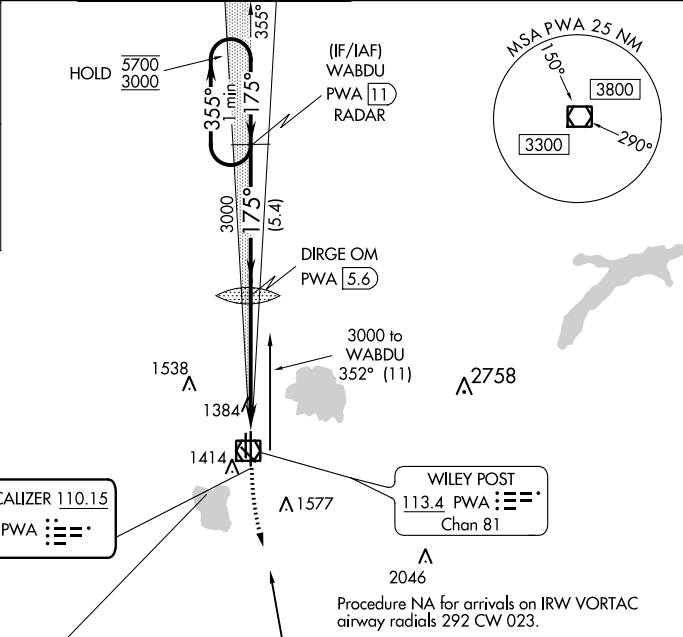 355°
HOLD 5700
3000
355°
1 min
175°
(IF/IAF)
WABDU
PWA 11
RADAR
MSA PWA 25 NM
150°
3800
3300
290°
3000
175°
(5.4)
DIRGE OM
PWA 5.6
3000 to
WABDU
352° (11)
1538
1384
2758
1414
1577
CALIZER 110.15
PWA
WILEY POST
113.4 PWA
Chan 81
2046
Procedure NA for arrivals on IRW VORTAC
airway radials 292 CW 023.